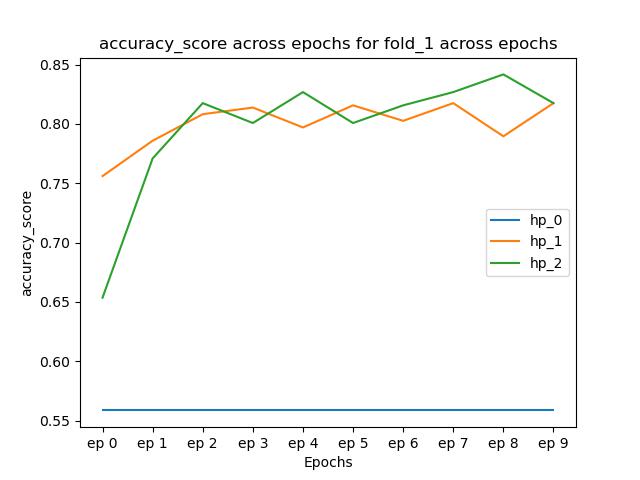 accuracy_score across epochs for fold_1 across epochs
accuracy_score
0.85
0.80
0.75
0.70
0.65
0.60
0.55
hp_0
hp_1
hp_2
ep 0 ep 1 ep 2 ep 3 ep 4 ep 5 ep 6 ep 7 ep 8 ep 9
Epochs